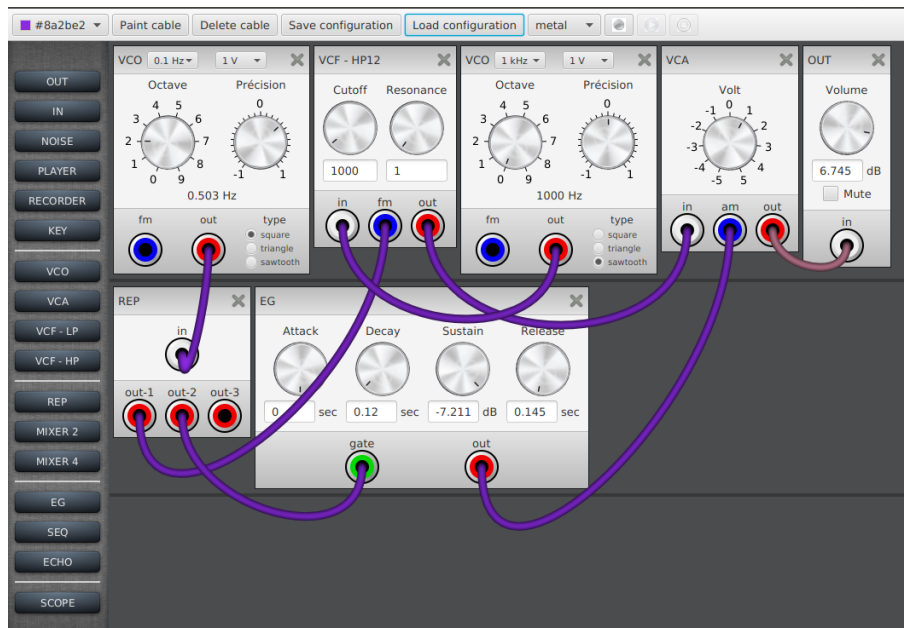 #8a2be2 Paint cable Delete cable Save configuration Load configuration metal
OUT
IN
NOISE
PLAYER
RECORDER
KEY
VCO
VCA
VCF - LP
VCF - HP
REP
MIXER 2
MIXER 4
EG
SEQ
ECHO
SCOPE
VCO 0.1 Hz 1 V
Octave Précision
0 1 2 3 4 5 6 7 8 9
-1 0 1
0.503 Hz
fm out type
square
triangle
sawtooth
VCF - HP12
Cutoff Resonance
1000 1
in fm out
VCO 1 kHz 1 V
Octave Précision
0 1 2 3 4 5 6 7 8 9
-1 0 1
1000 Hz
fm out type
square
triangle
sawtooth
VCA
Volt
-5 -4 -3 -2 -1 0 1 2 3 4 5
in am out
OUT
Volume
6.745 dB
Mute
in
REP
in
out-1 out-2 out-3
EG
Attack Decay Sustain Release
0 sec 0.12 sec -7.211 dB 0.145 sec
gate out